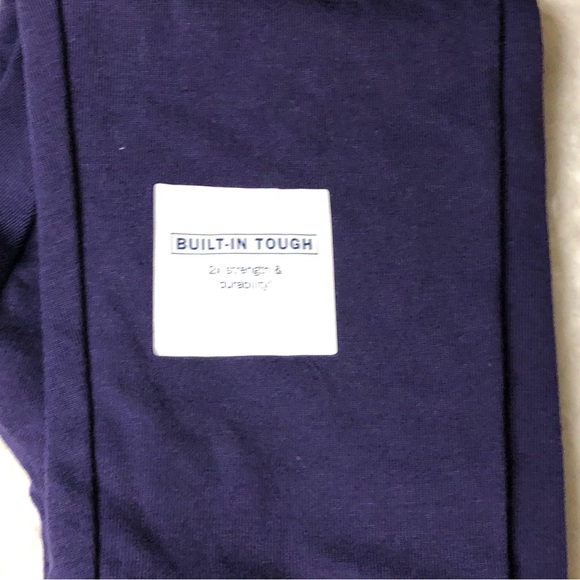 BUILT-IN TOUGH
2x strength &
durability*